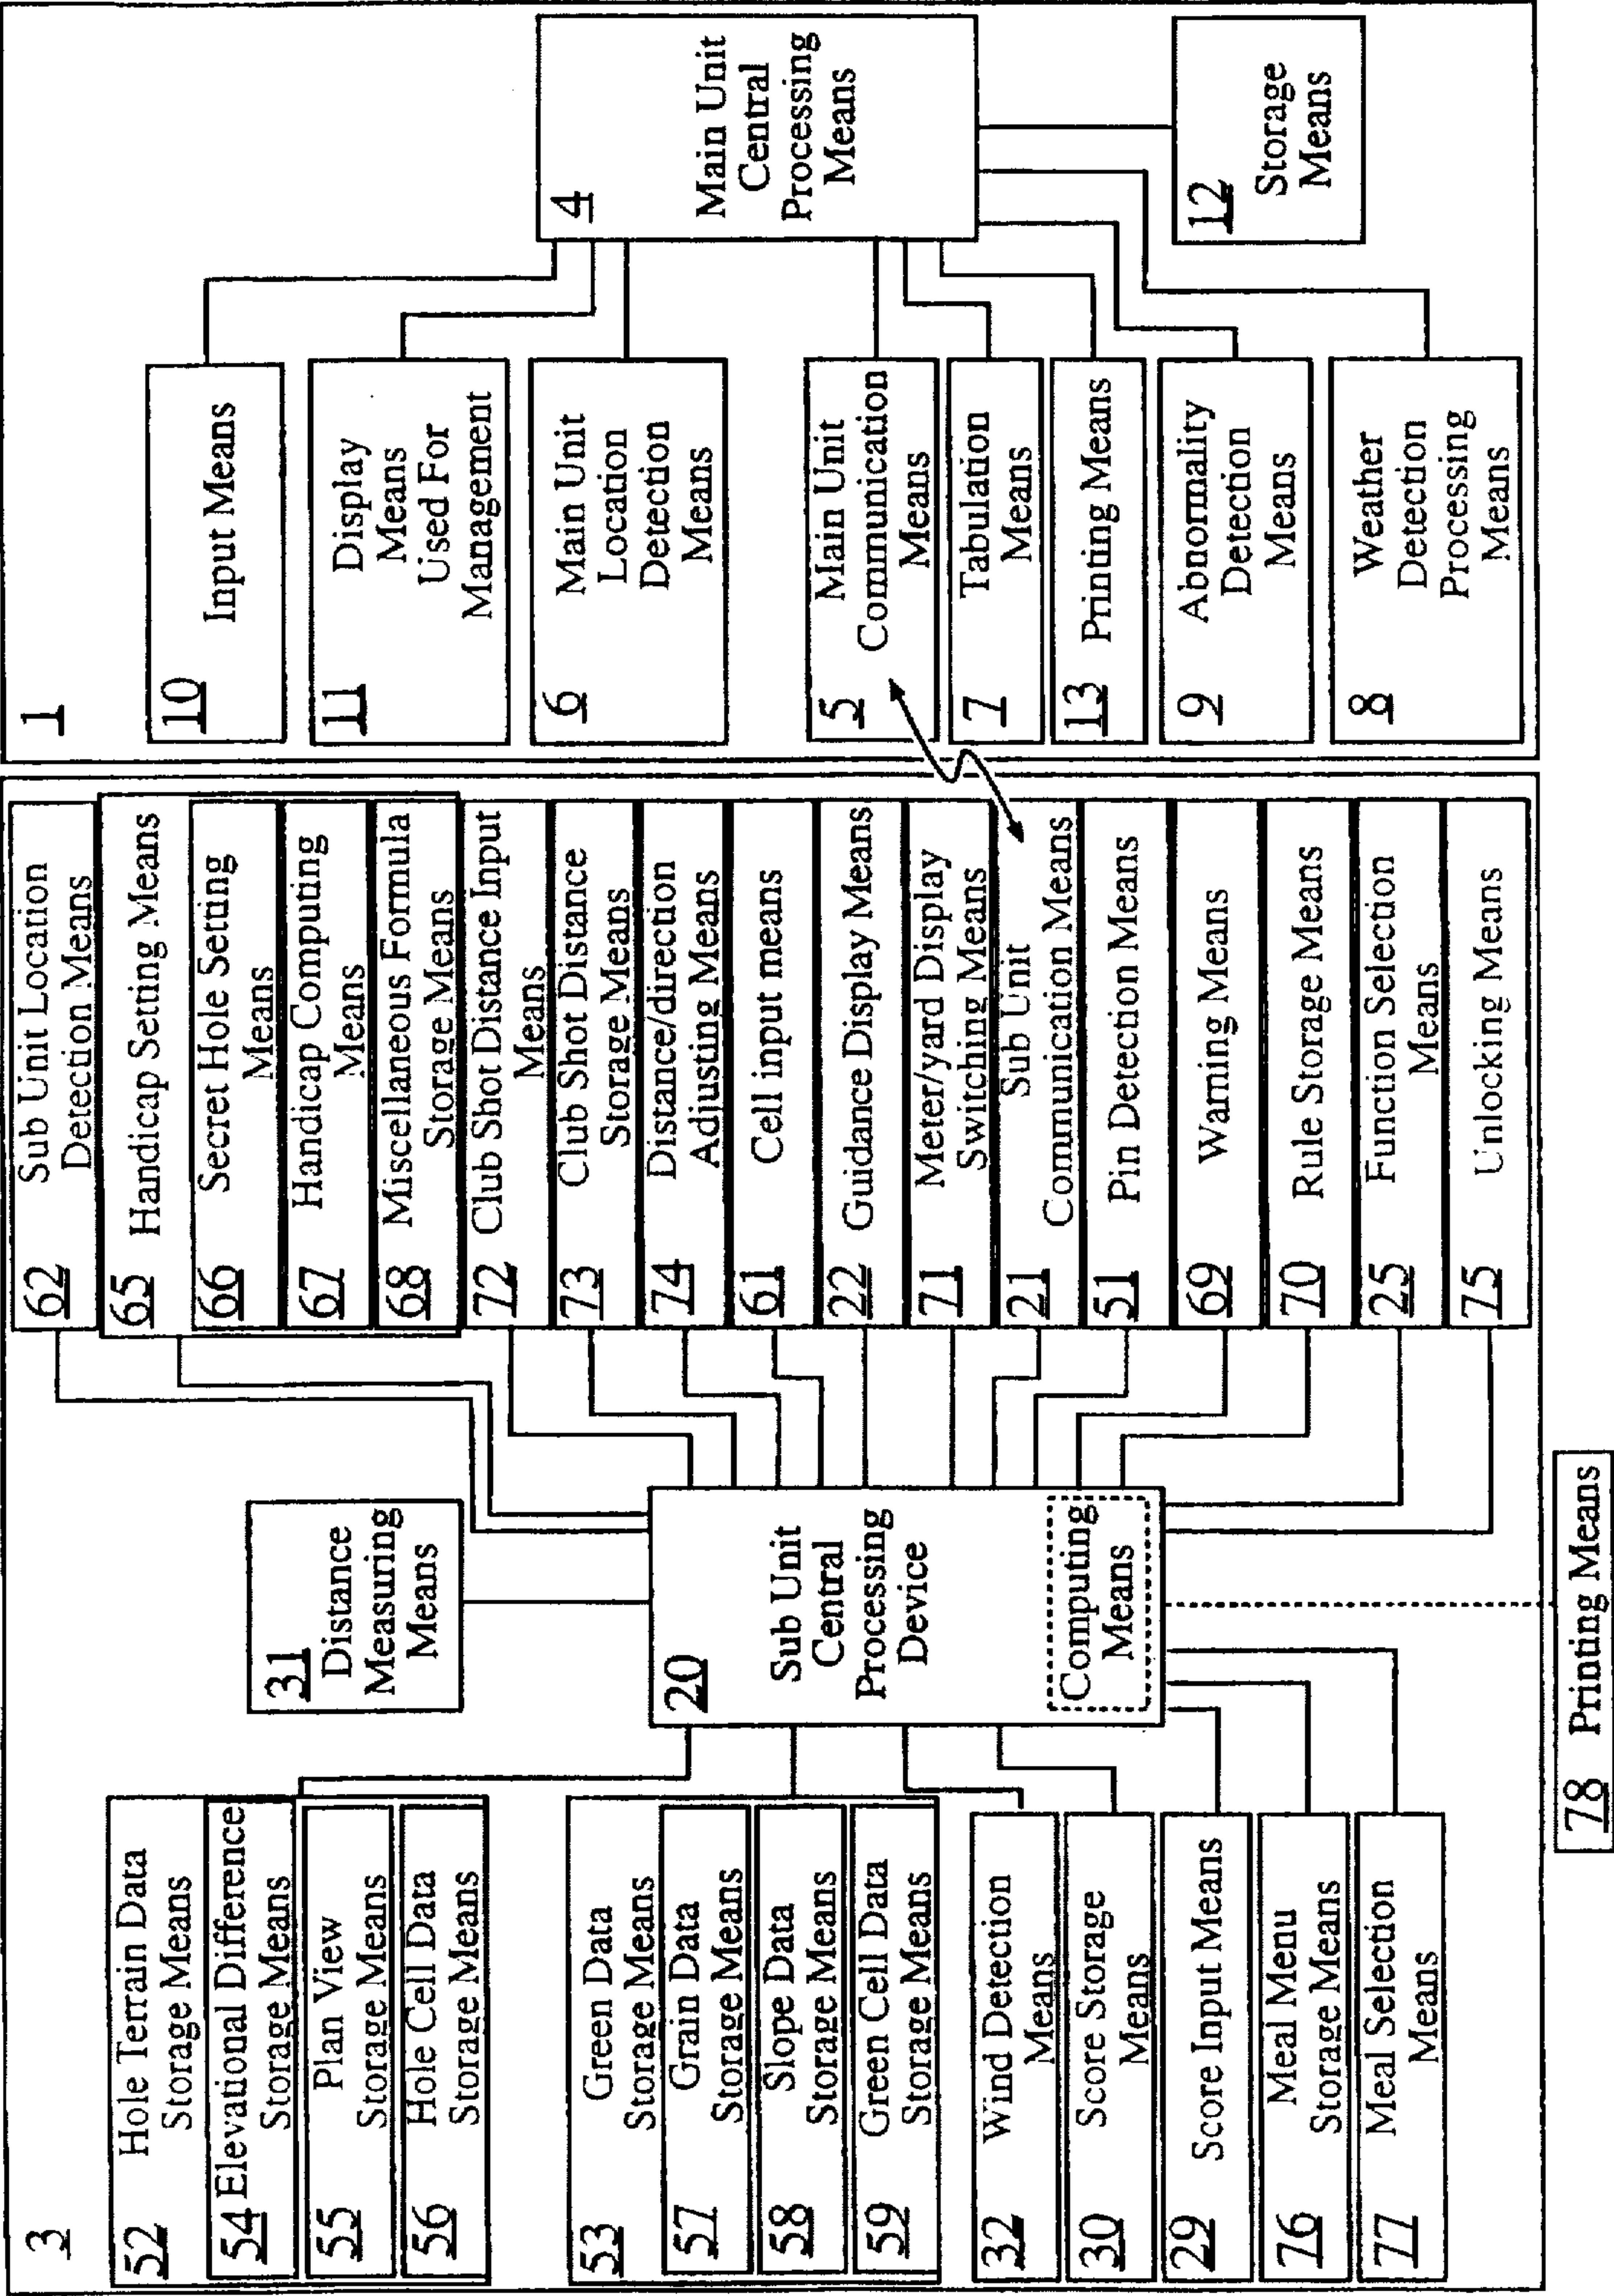 3
52 Hole Terrain Data
Storage Means
54 Elevational Difference
Storage Means
55 Plan View
Storage Means
56 Hole Cell Data
Storage Means
53 Green Data
Storage Means
57 Grain Data
Storage Means
58 Slope Data
Storage Means
59 Green Cell Data
Storage Means
32 Wind Detection
Means
30 Score Storage
Means
29 Score Input Means
76 Meal Menu
Storage Means
77 Meal Selection
Means
31
Distance
Measuring
Means
20
Sub Unit
Central
Processing
Device
Computing
Means
78 Printing Means
62 Sub Unit Location
Detection Means
65 Handicap Setting Means
66 Secret Hole Setting
Means
67 Handicap Computing
Means
68 Miscellaneous Formula
Storage Means
72 Club Shot Distance Input
Means
73 Club Shot Distance
Storage Means
74 Distance/direction
Adjusting Means
61 Cell input means
22 Guidance Display Means
71 Meter/yard Display
Switching Means
21 Sub Unit
Communication Means
51 Pin Detection Means
69 Warning Means
70 Rule Storage Means
25 Function Selection
Means
75 Unlocking Means
1
10 Input Means
11 Display
Means
Used For
Management
6 Main Unit
Location
Detection
Means
5 Main Unit
Communication
Means
7 Tabulation
Means
13 Printing Means
9 Abnormality
Detection
Means
8 Weather
Detection
Processing
Means
4
Main Unit
Central
Processing
Means
12
Storage
Means